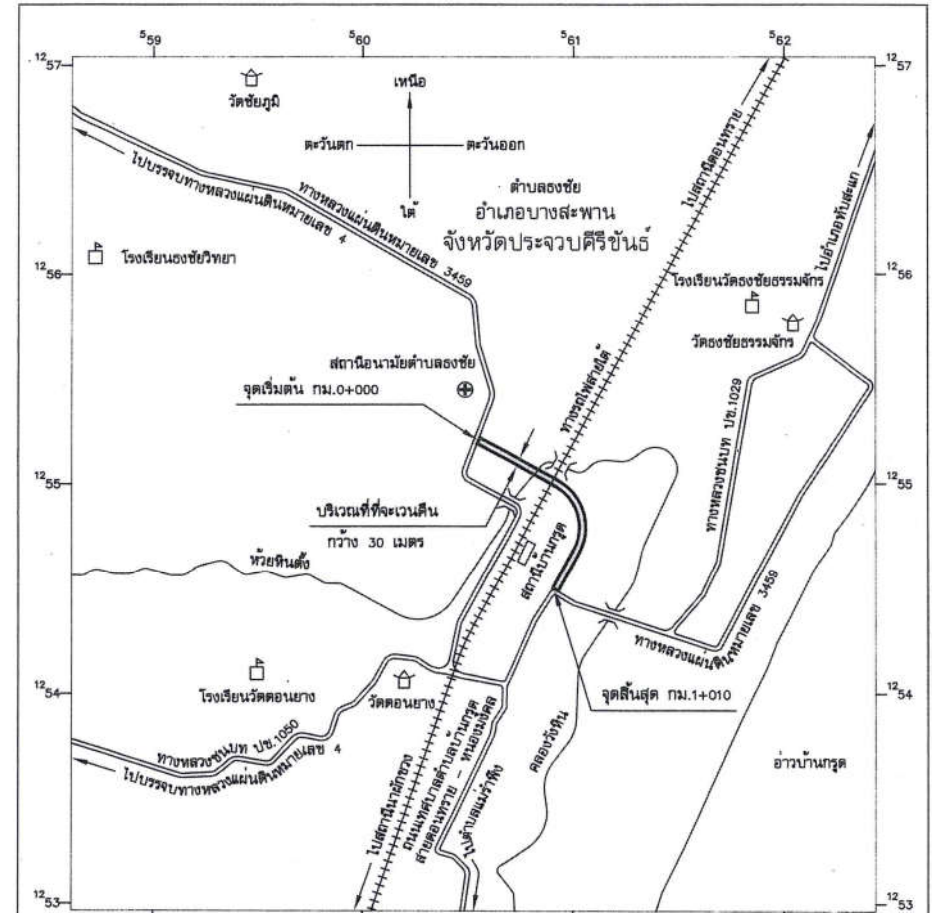 559
560
561
562
1257
1257
เหนือ
วัดชัยภูมิ
ตะวันตก
ตะวันออก
ใต้
ไปบรรจบทางหลวงแผ่นดินหมายเลข 4
ทางหลวงแผ่นดินหมายเลข 3459
ตำบลธงชัย
อำเภอบางสะพาน
จังหวัดประจวบคีรีขันธ์
ไปสถานีดอนทราย
ไปอำเภอทับสะแก
โรงเรียนธงชัยวิทยา
1256
1256
โรงเรียนวัดธงชัยธรรมจักร
วัดธงชัยธรรมจักร
สถานีอนามัยตำบลธงชัย
จุดเริ่มต้น กม.0+000
ทางรถไฟสายใต้
ทางหลวงชนบท ปข.1029
1255
1255
บริเวณที่ที่จะเวนคืน
กว้าง 30 เมตร
สถานีบ้านกรูด
ห้วยหินตั้ง
ทางหลวงแผ่นดินหมายเลข 3459
1254
1254
โรงเรียนวัดดอนยาง
วัดดอนยาง
จุดสิ้นสุด กม.1+010
ทางหลวงชนบท ปข.1050
ไปบรรจบทางหลวงแผ่นดินหมายเลข 4
ไปสถานีนาผักขวง
ถนนเทศบาลตำบลบ้านกรูด
สายดอนทราย - หนองมงคล
ไปตำบลแม่รำพึง
คลองวังหิน
อ่าวบ้านกรูด
1253
1253